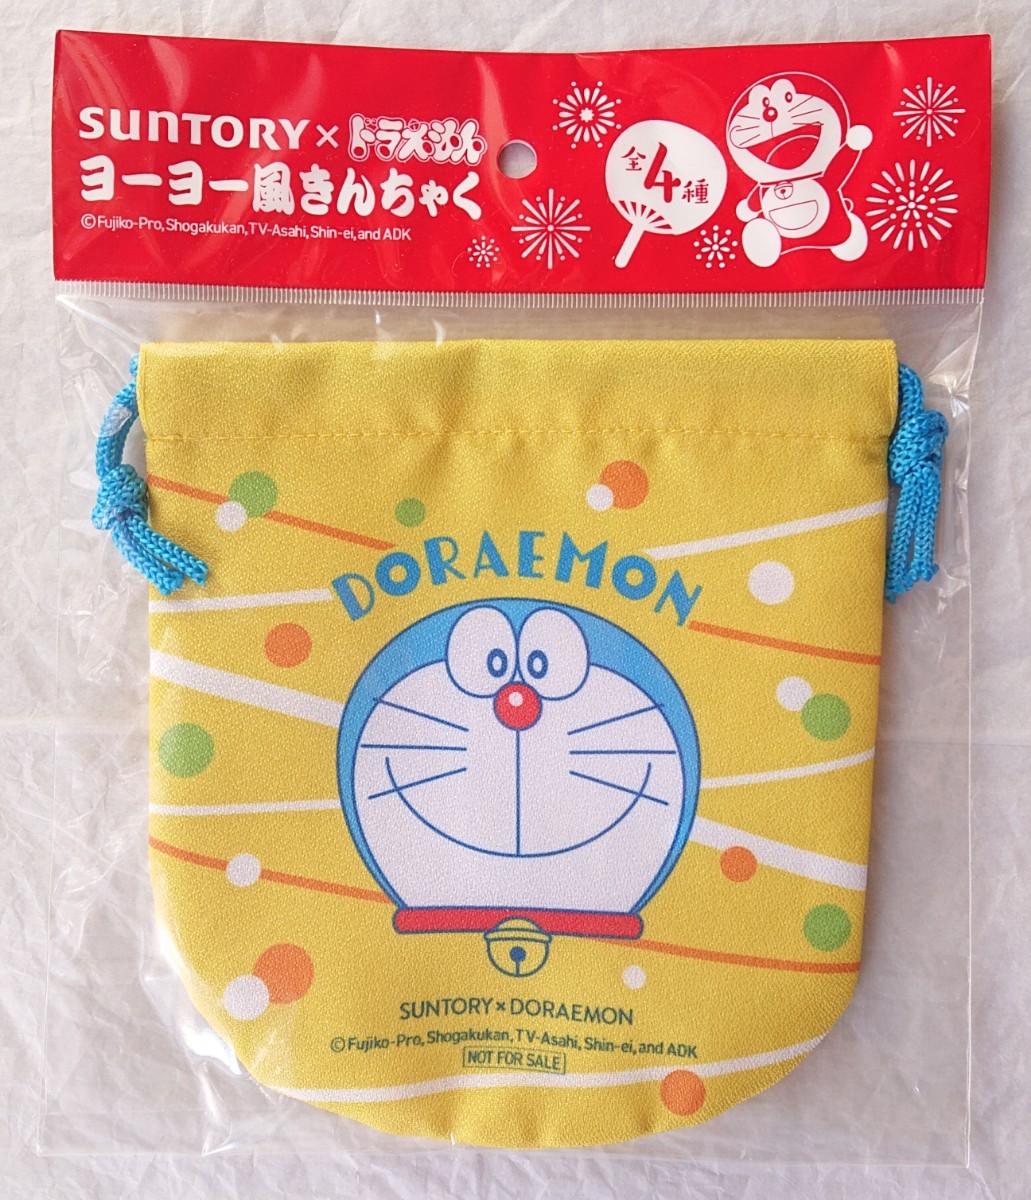 SUNTORY×ドラえもん
ヨーヨー風きんちゃく
©Fujiko-Pro, Shogakukan, TV-Asahi, Shin-ei, and ADK
全4種
DORAEMON
SUNTORY×DORAEMON
©Fujiko-Pro, Shogakukan, TV-Asahi, Shin-ei, and ADK
NOT FOR SALE